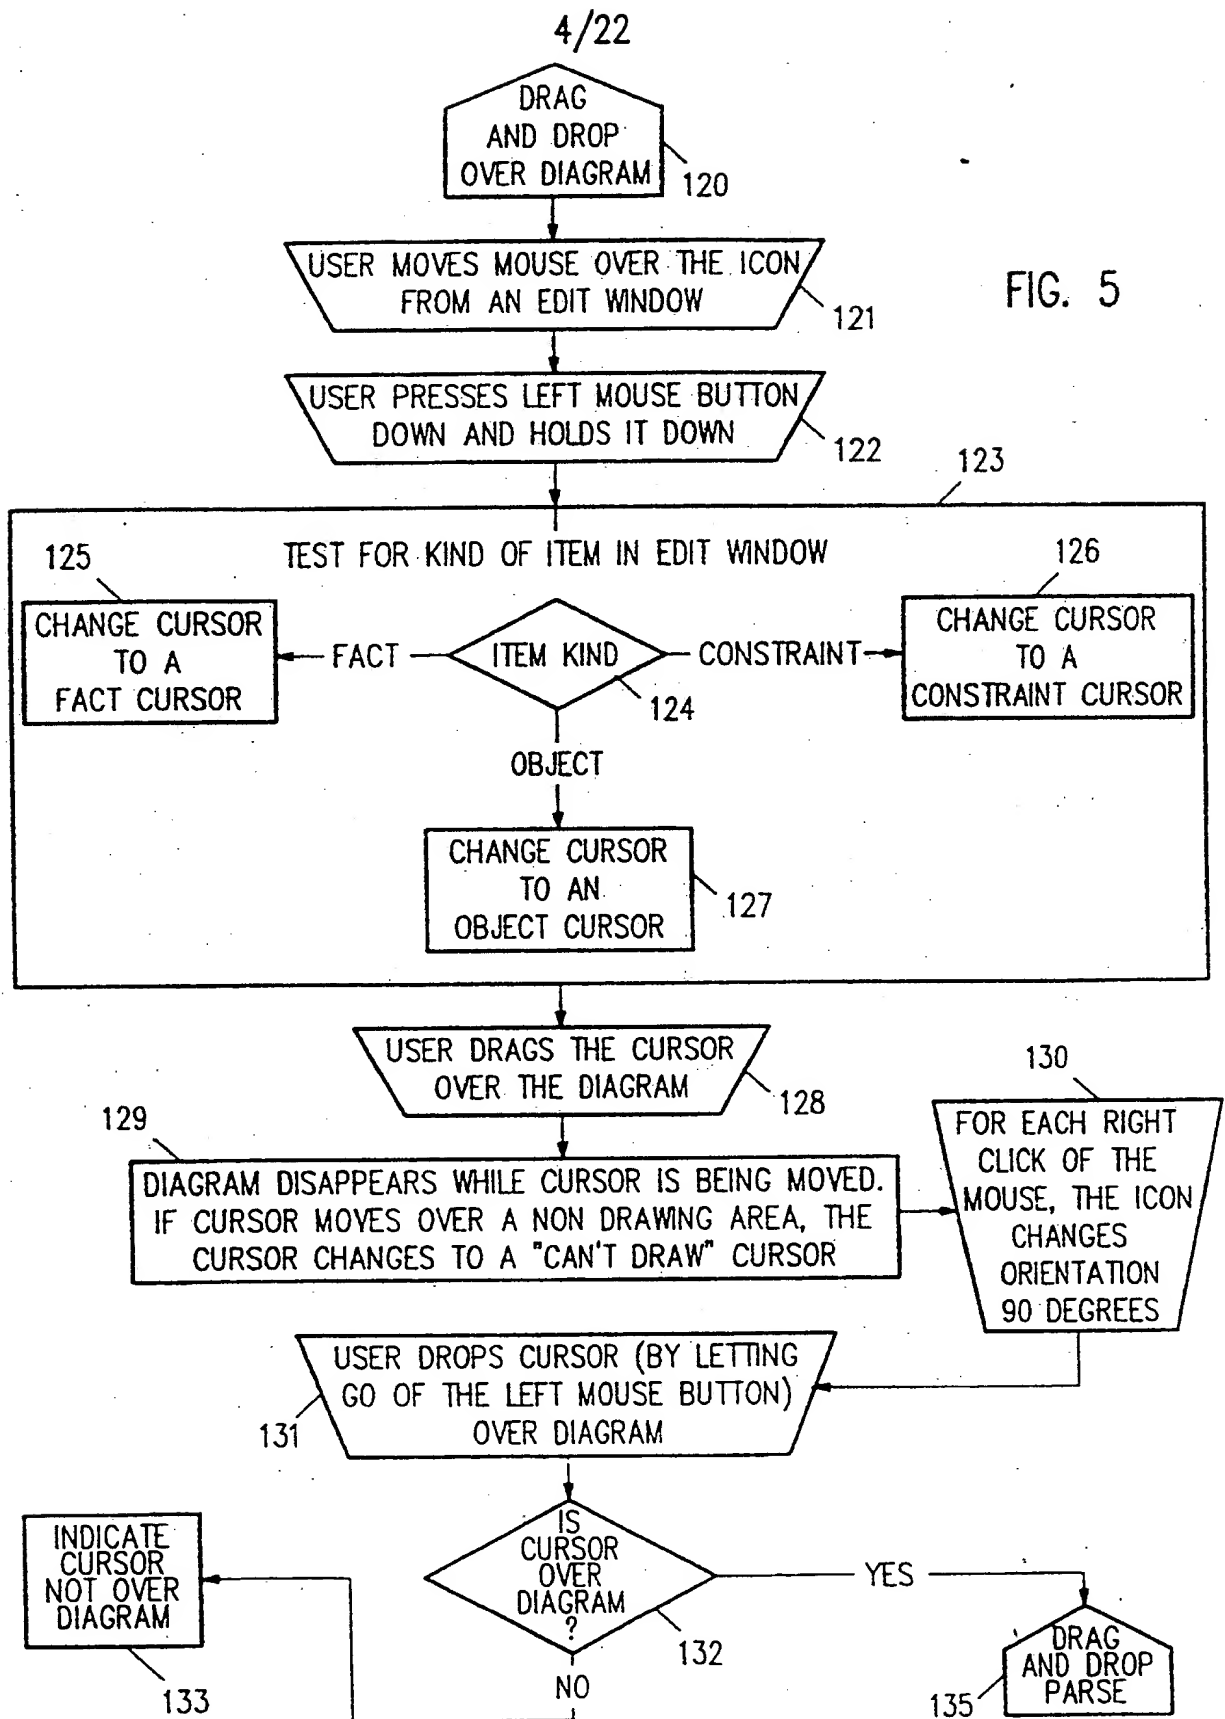 4/22
DRAG
AND DROP
OVER DIAGRAM
120
USER MOVES MOUSE OVER THE ICON
FROM AN EDIT WINDOW
121
FIG. 5
USER PRESSES LEFT MOUSE BUTTON
DOWN AND HOLDS IT DOWN
122
123
TEST FOR KIND OF ITEM IN EDIT WINDOW
125
CHANGE CURSOR
TO A
FACT CURSOR
FACT
ITEM KIND
124
CONSTRAINT
126
CHANGE CURSOR
TO A
CONSTRAINT CURSOR
OBJECT
CHANGE CURSOR
TO AN
OBJECT CURSOR
127
USER DRAGS THE CURSOR
OVER THE DIAGRAM
128
129
DIAGRAM DISAPPEARS WHILE CURSOR IS BEING MOVED.
IF CURSOR MOVES OVER A NON DRAWING AREA, THE
CURSOR CHANGES TO A "CAN'T DRAW" CURSOR
130
FOR EACH RIGHT
CLICK OF THE
MOUSE, THE ICON
CHANGES
ORIENTATION
90 DEGREES
USER DROPS CURSOR (BY LETTING
GO OF THE LEFT MOUSE BUTTON)
OVER DIAGRAM
131
IS
CURSOR
OVER
DIAGRAM
?
132
YES
NO
INDICATE
CURSOR
NOT OVER
DIAGRAM
133
DRAG
AND DROP
PARSE
135